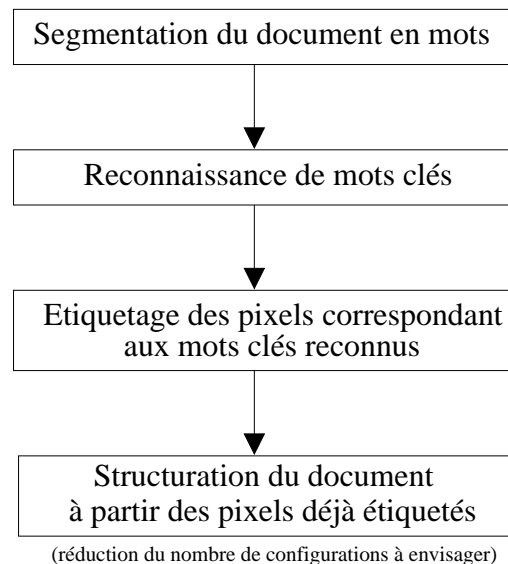 Segmentation du document en mots
Reconnaissance de mots clés
Etiquetage des pixels correspondant
aux mots clés reconnus
Structuration du document
à partir des pixels déjà étiquetés
(réduction du nombre de configurations à envisager)